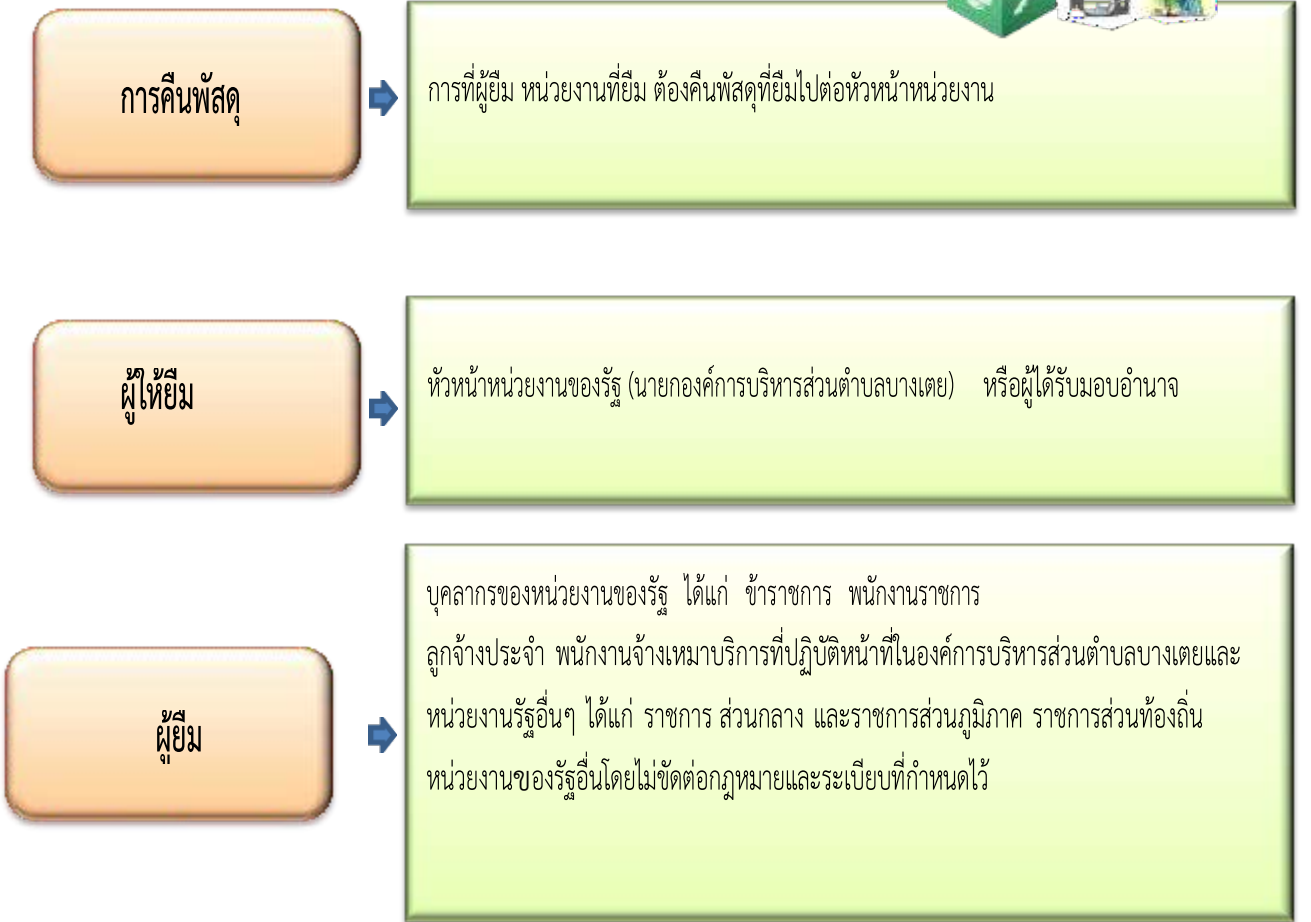 การคืนพัสดุ
การที่ผู้ยืม หน่วยงานที่ยืม ต้องคืนพัสดุที่ยืมไปต่อหัวหน้าหน่วยงาน
ผู้ให้ยืม
หัวหน้าหน่วยงานของรัฐ (นายกองค์การบริหารส่วนตำบลบางเตย) หรือผู้ได้รับมอบอำนาจ
ผู้ยืม
บุคลากรของหน่วยงานของรัฐ ได้แก่ ข้าราชการ พนักงานราชการ
ลูกจ้างประจำ พนักงานจ้างเหมาบริการที่ปฏิบัติหน้าที่ในองค์การบริหารส่วนตำบลบางเตยและ
หน่วยงานรัฐอื่นๆ ได้แก่ ราชการ ส่วนกลาง และราชการส่วนภูมิภาค ราชการส่วนท้องถิ่น
หน่วยงานของรัฐอื่นโดยไม่ขัดต่อกฎหมายและระเบียบที่กำหนดไว้